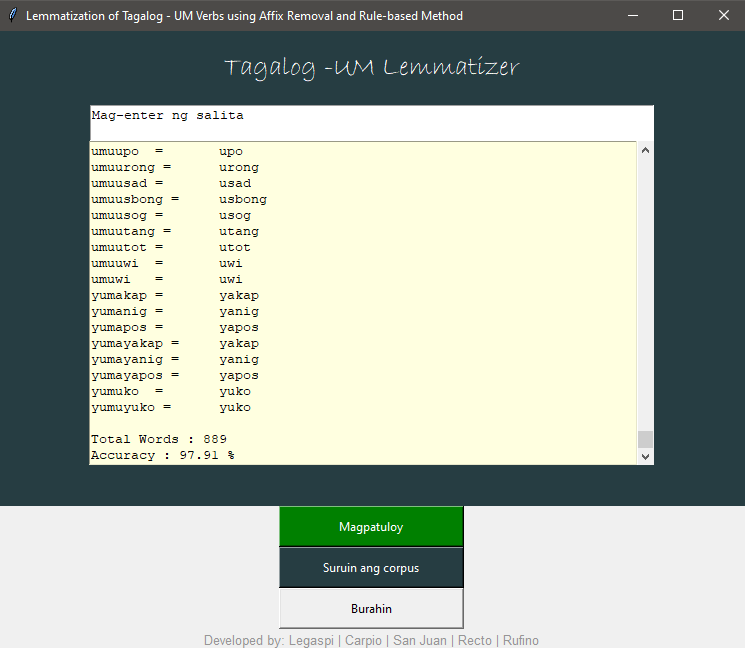 Lemmatization of Tagalog - UM Verbs using Affix Removal and Rule-based Method
Tagalog -UM Lemmatizer
Mag-enter ng salita
umuupo = upo
umuurong = urong
umuusad = usad
umuusbong = usbong
umuusog = usog
umuutang = utang
umuutot = utot
umuuwi = uwi
umuwi = uwi
yumakap = yakap
yumanig = yanig
yumapos = yapos
yumayakap = yakap
yumayanig = yanig
yumayapos = yapos
yumuko = yuko
yumuyuko = yuko
Total Words : 889
Accuracy : 97.91 %
Magpatuloy
Suruin ang corpus
Burahin
Developed by: Legaspi | Carpio | San Juan | Recto | Rufino